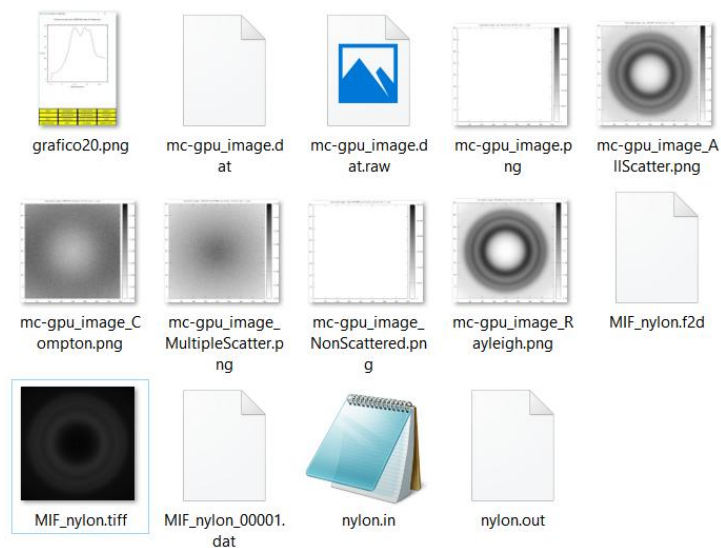 grafico20.png
mc-gpu_image.d
at
mc-gpu_image.d
at.raw
mc-gpu_image.p
ng
mc-gpu_image_A
llScatter.png
mc-gpu_image_C
ompton.png
mc-gpu_image_
MultipleScatter.p
ng
mc-gpu_image_
NonScattered.pn
g
mc-gpu_image_R
ayleigh.png
MIF_nylon.f2d
MIF_nylon.tiff
MIF_nylon_00001.
dat
nylon.in
nylon.out